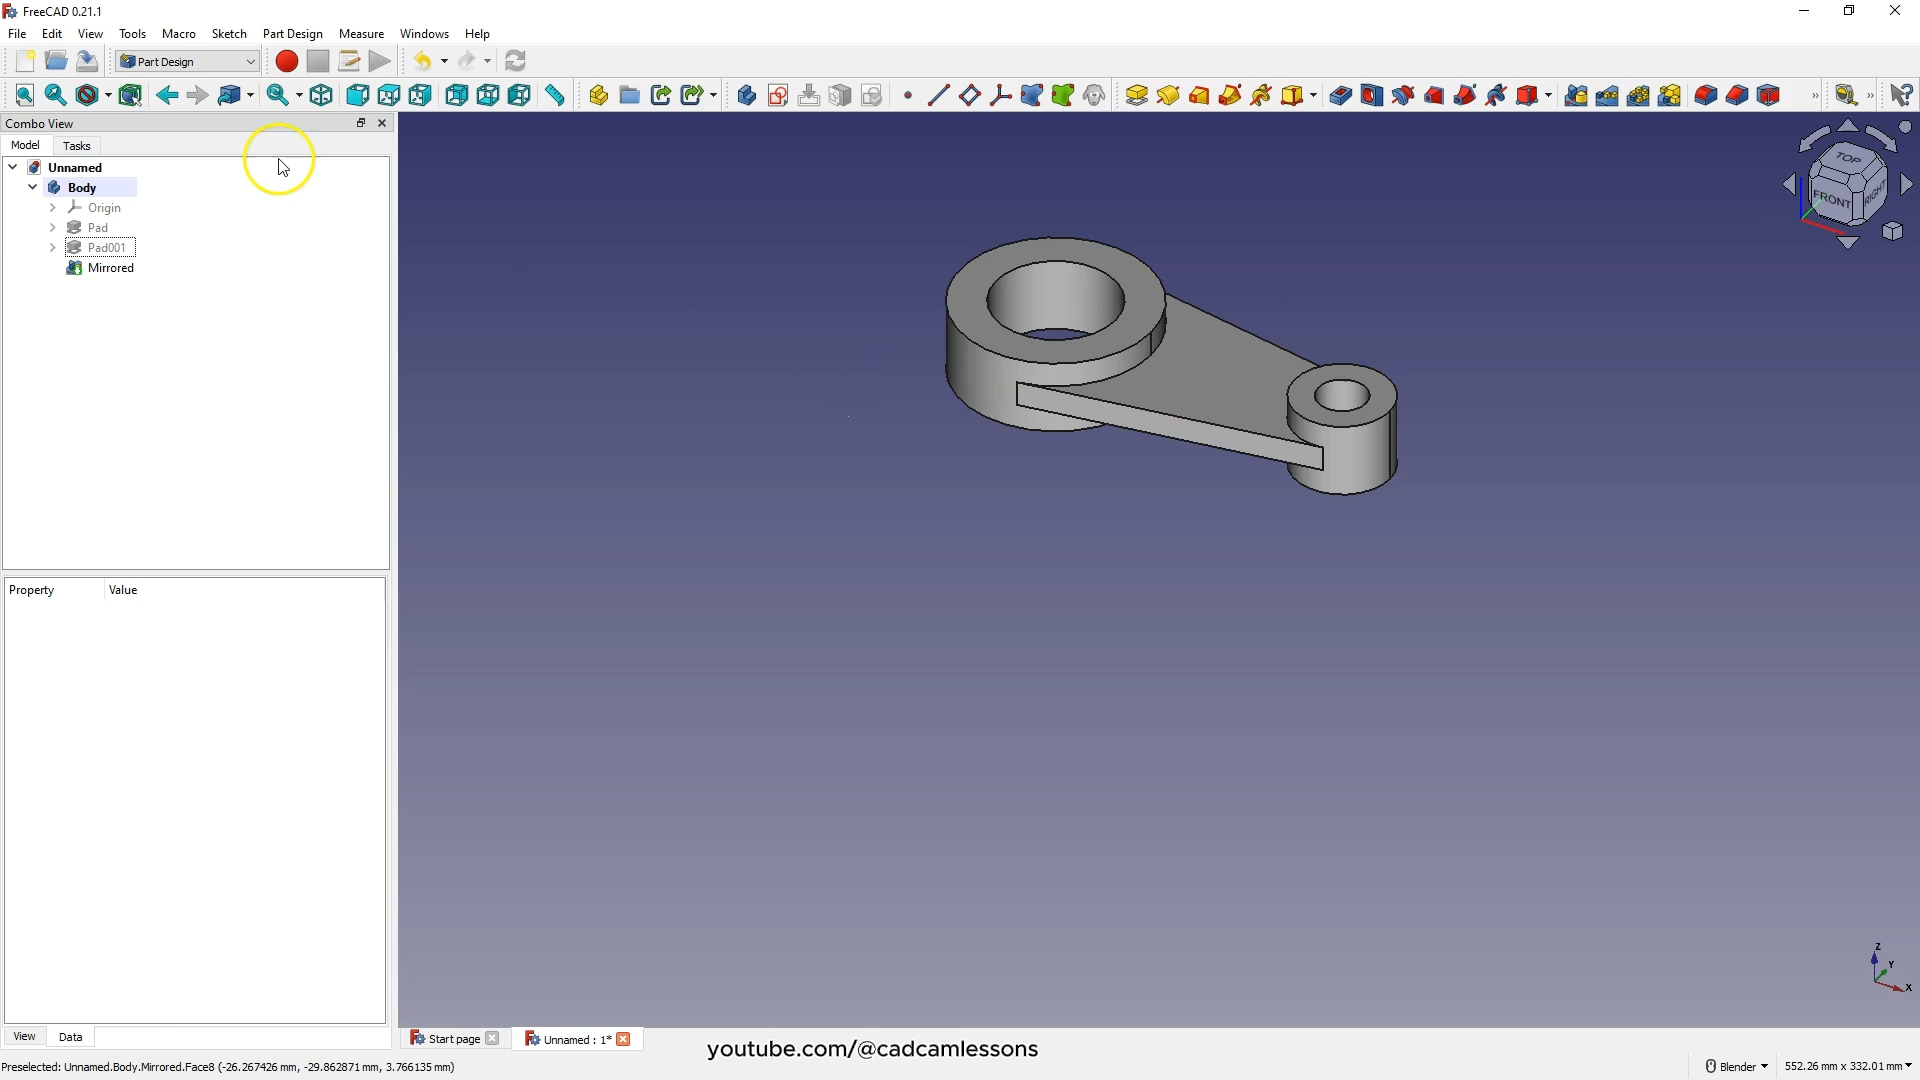 FreeCAD 0.21.1
File Edit View Tools Macro Sketch Part Design Measure Windows Help
Part Design
Combo View
Model Tasks
Unnamed
Body
Origin
Pad
Pad001
Mirrored
TOP
FRONT
RIGHT
Property Value
Z
Y
X
View Data
Start page
Unnamed : 1*
youtube.com/@cadcamlessons
Preselected: Unnamed.Body.Mirrored.Face8 (-26.267426 mm, -29.862871 mm, 3.766135 mm)
Blender
552.26 mm x 332.01 mm